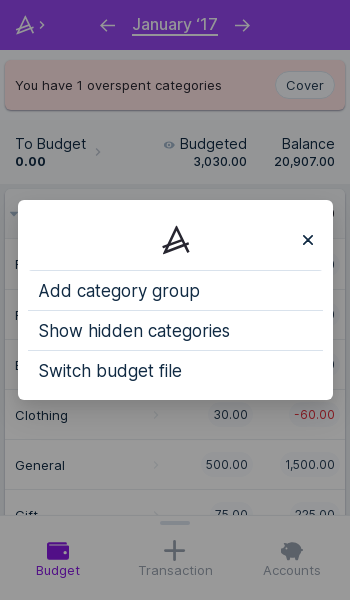 January ‘17
You have 1 overspent categories
Cover
To Budget
Budgeted
Balance
0.00
3,030.00
20,907.00
Add category group
Show hidden categories
Switch budget file
Clothing
30.00
-60.00
General
500.00
1,500.00
Gift
75.00
225.00
Budget
Transaction
Accounts